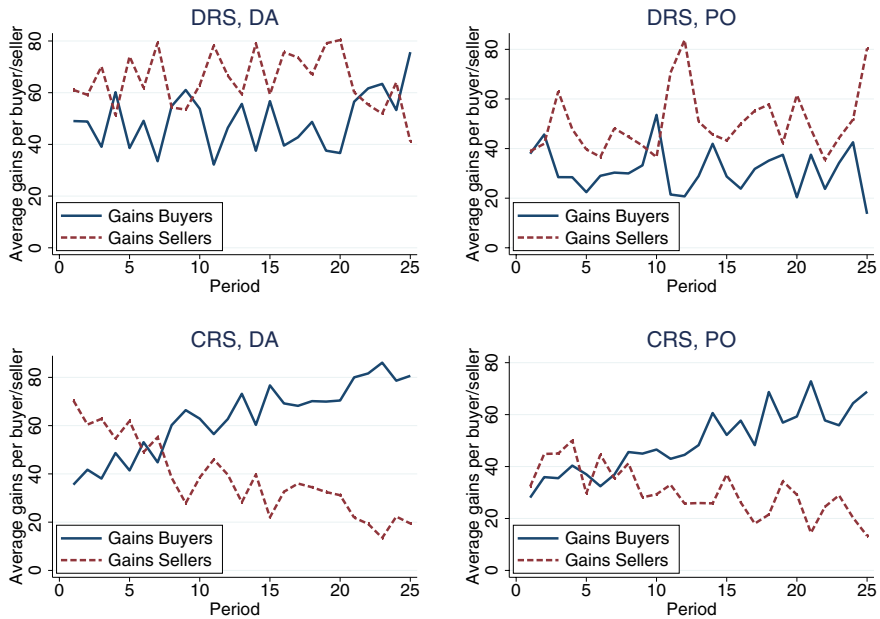 DRS, DA
Average gains per buyer/seller
80
60
40
20
0
Gains Buyers
Gains Sellers
0 5 10 15 20 25
Period
DRS, PO
Average gains per buyer/seller
80
60
40
20
0
Gains Buyers
Gains Sellers
0 5 10 15 20 25
Period
CRS, DA
Average gains per buyer/seller
80
60
40
20
0
Gains Buyers
Gains Sellers
0 5 10 15 20 25
Period
CRS, PO
Average gains per buyer/seller
80
60
40
20
0
Gains Buyers
Gains Sellers
0 5 10 15 20 25
Period